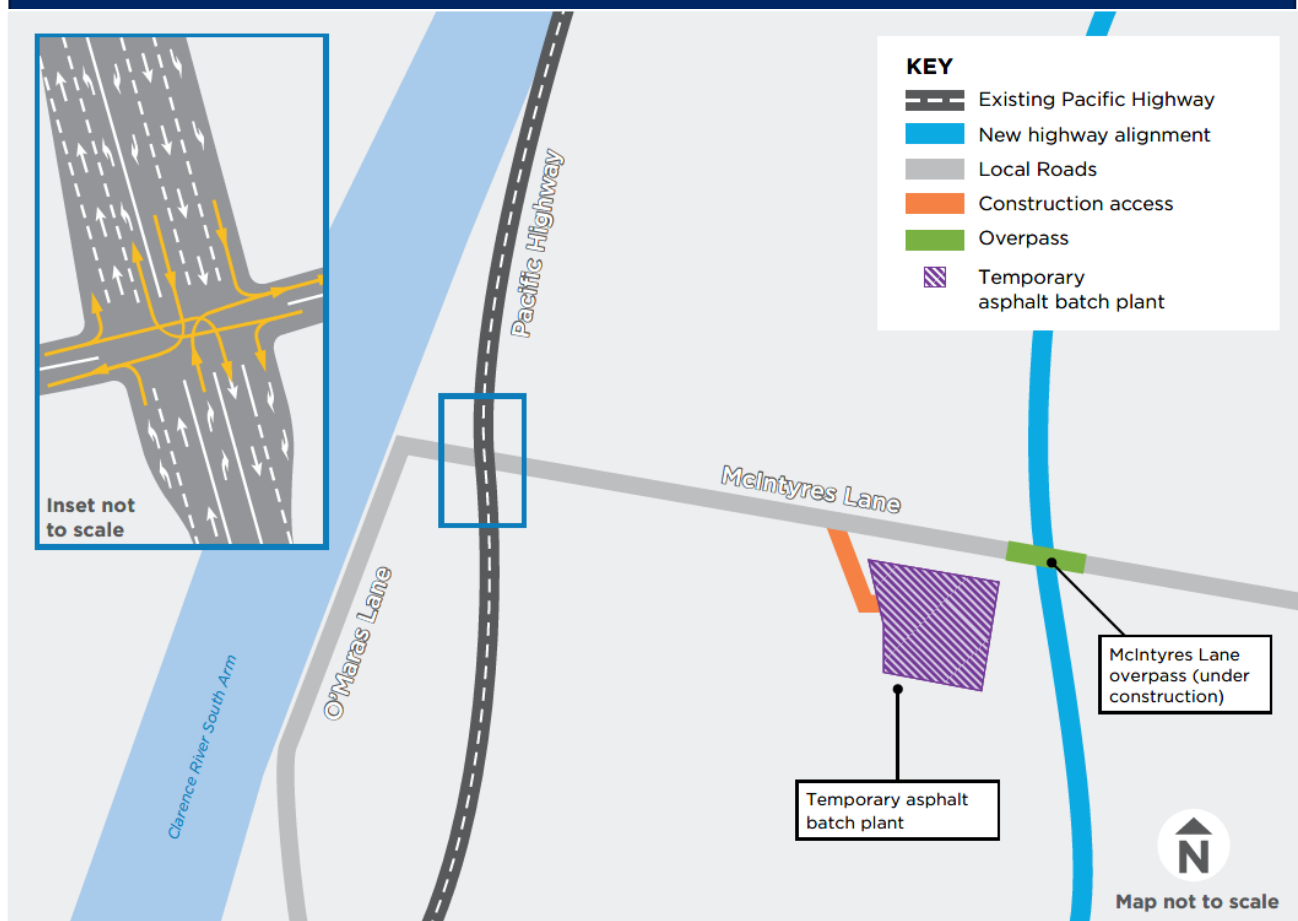 KEY
Existing Pacific Highway
New highway alignment
Local Roads
Construction access
Overpass
Temporary
asphalt batch plant
Inset not
to scale
Pacific Highway
McIntyres Lane
O'Maras Lane
Clarence River South Arm
McIntyres Lane
overpass (under
construction)
Temporary asphalt
batch plant
N
Map not to scale